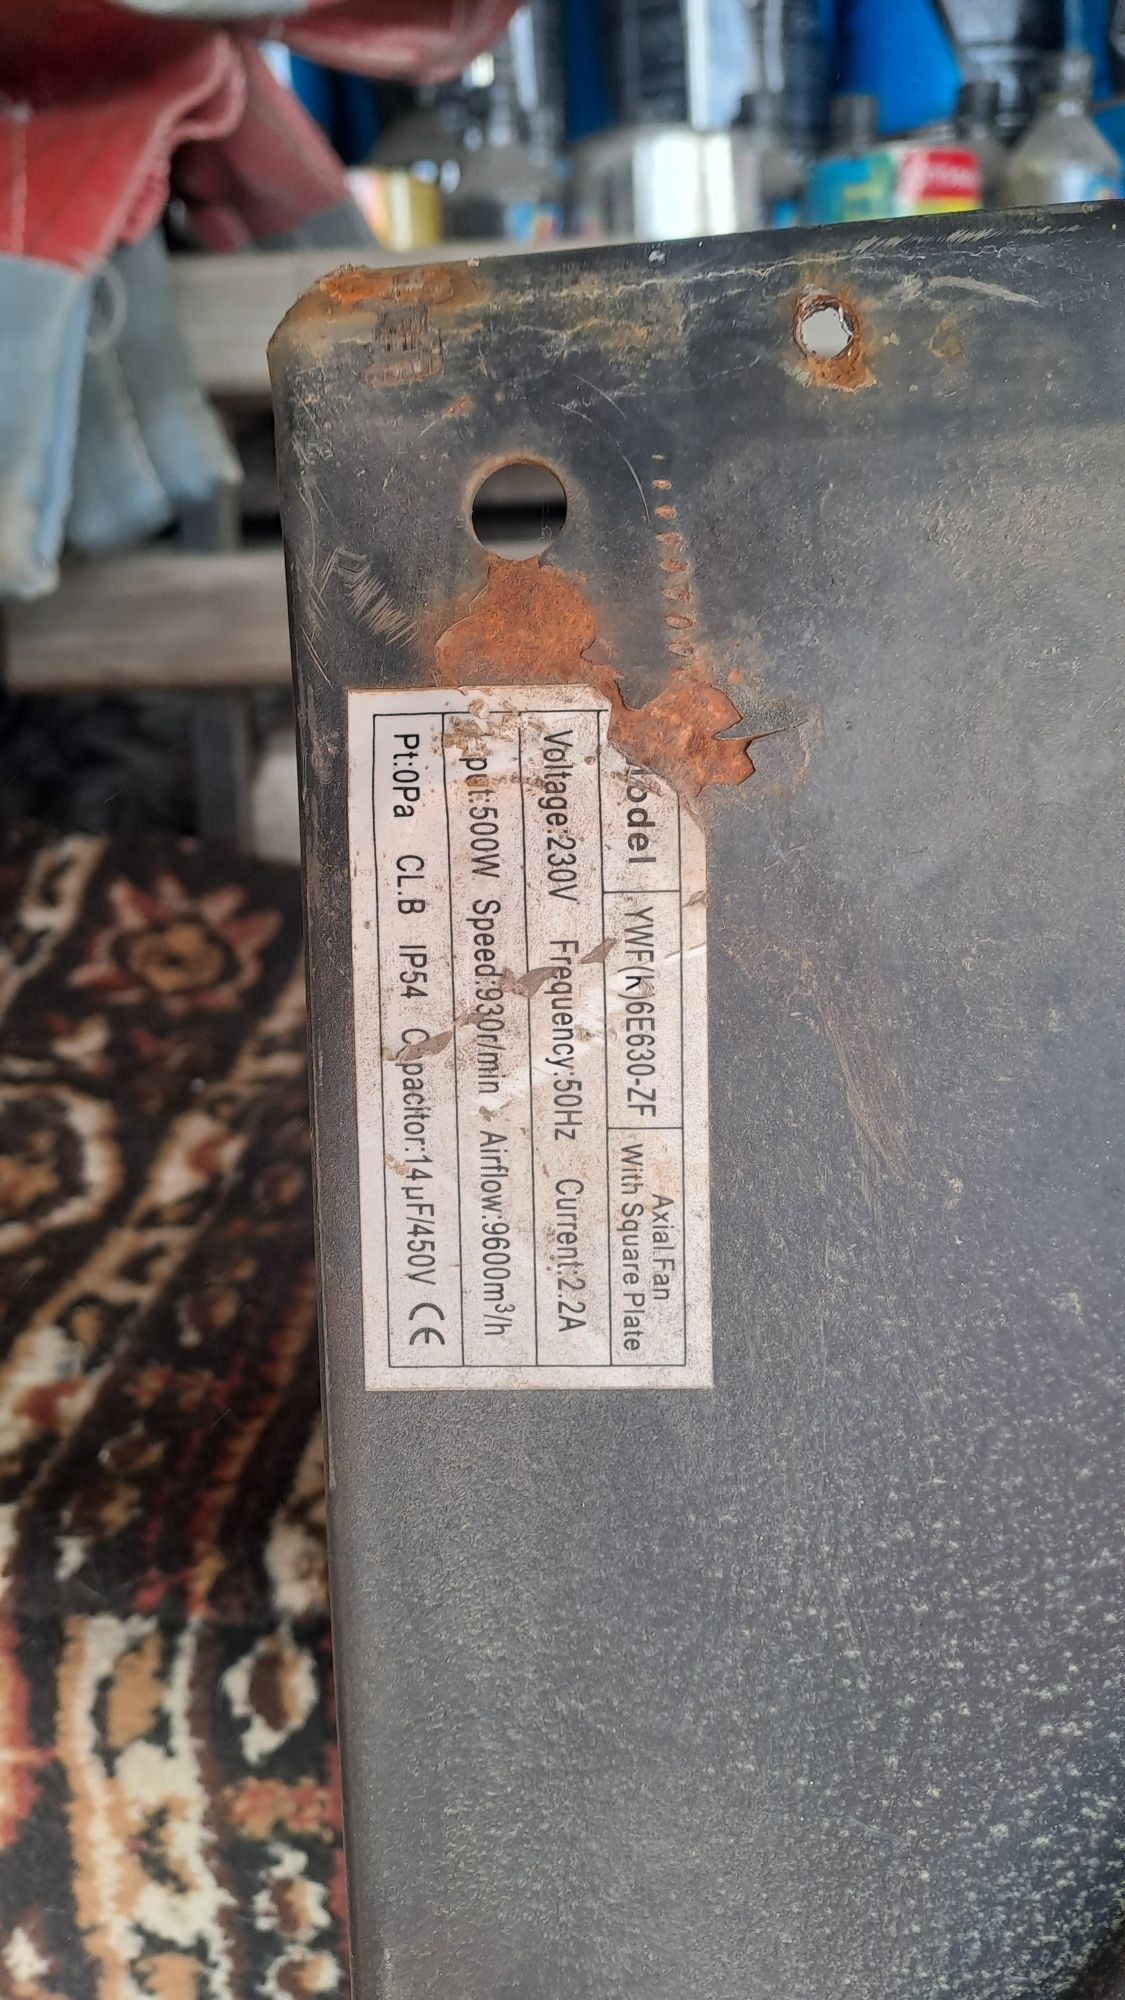 Model YWF(K)6E630-ZF Axial Fan With Square Plate
Voltage:230V Frequency:50Hz Current:2.2A
put:500W Speed:930r/min Airflow:9600m³/h
Pt:0Pa CL.B IP54 Capacitor:14μF/450V CE